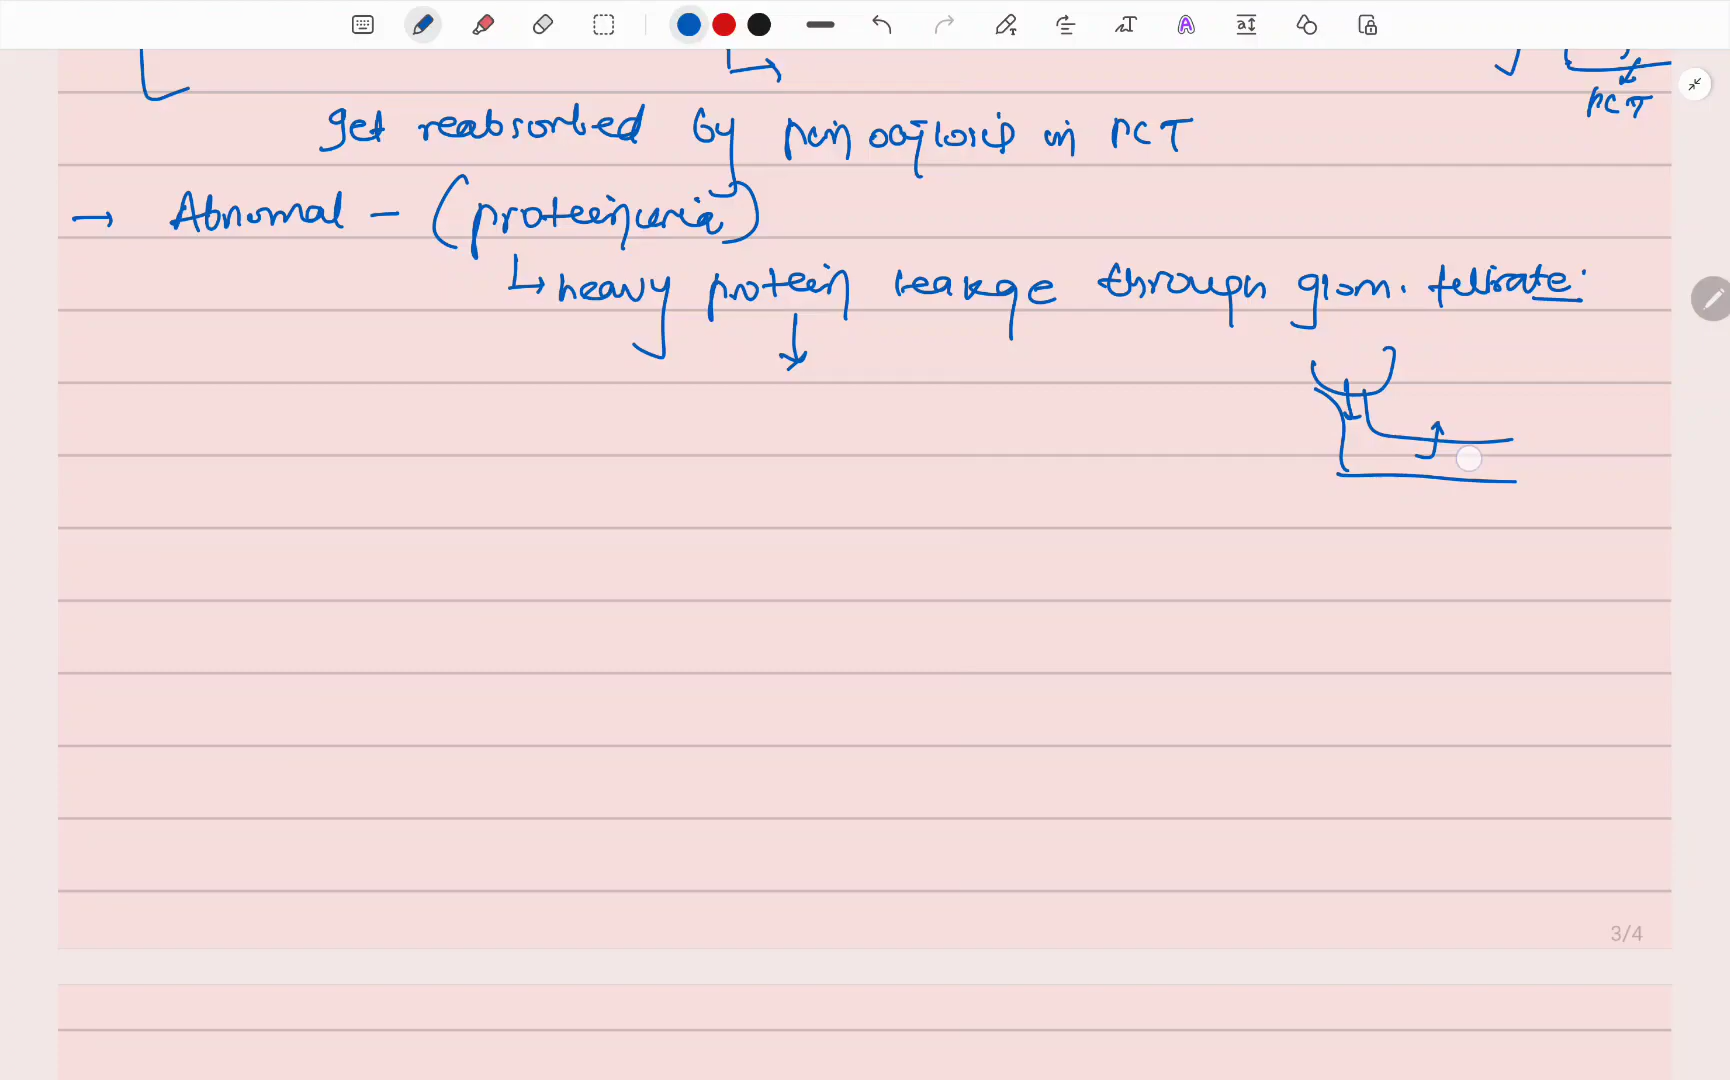 PCT
get reabsorbed by pinocytosis in PCT
→ Abnormal - (proteinuria)
↳ heavy protein leakage through glom. filtrate.
3/4